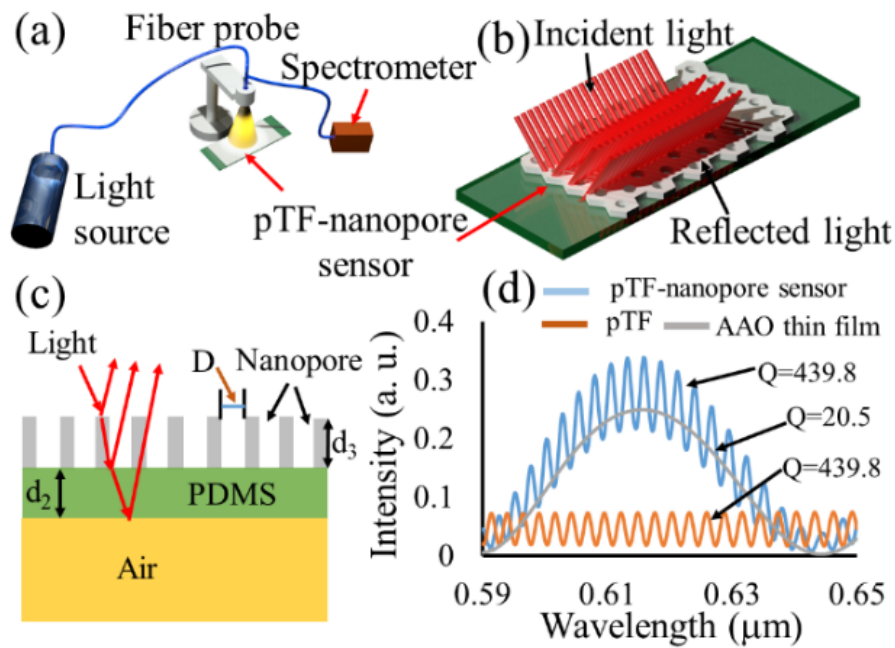 (a)
Fiber probe
Spectrometer
Light
source
pTF-nanopore
sensor
(b)
Incident light
Reflected light
(c)
Light
D
Nanopore
d3
d2
PDMS
Air
(d)
pTF-nanopore sensor
pTF
AAO thin film
Intensity (a. u.)
0.4
0.3
0.2
0.1
0
Q=439.8
Q=20.5
Q=439.8
0.59
0.61
0.63
0.65
Wavelength (μm)